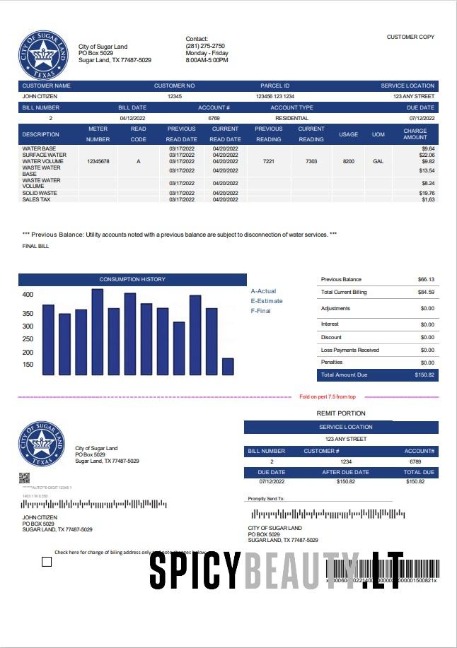 CITY OF SUGAR LAND
TEXAS
City of Sugar Land
PO Box 5029
Sugar Land, TX 77487-5029
Contact:
(281) 275-2750
Monday - Friday
8:00AM-5:00PM
CUSTOMER COPY
CUSTOMER NAME CUSTOMER NO PARCEL ID SERVICE LOCATION
JOHN CITIZEN 12345 123456 123 1234 123 ANY STREET
BILL NUMBER BILL DATE ACCOUNT # ACCOUNT TYPE DUE DATE
2 04/12/2022 6789 RESIDENTIAL 07/12/2022
DESCRIPTION METER NUMBER READ CODE PREVIOUS READ DATE CURRENT READ DATE PREVIOUS READING CURRENT READING USAGE UOM CHARGE AMOUNT
WATER BASE 03/17/2022 04/20/2022 $9.64
SURFACE WATER 03/17/2022 04/20/2022 $22.06
WATER VOLUME 12345678 A 03/17/2022 04/20/2022 7221 7303 8200 GAL $9.82
WASTE WATER BASE 03/17/2022 04/20/2022 $13.54
WASTE WATER VOLUME 03/17/2022 04/20/2022 $8.24
SOLID WASTE 03/17/2022 04/20/2022 $19.76
SALES TAX 03/17/2022 04/20/2022 $1.63
*** Previous Balance: Utility accounts noted with a previous balance are subject to disconnection of water services. ***
FINAL BILL
CONSUMPTION HISTORY
400
350
300
250
200
150
A-Actual
E-Estimate
F-Final
Previous Balance $66.13
Total Current Billing $84.69
Adjustments $0.00
Interest $0.00
Discount $0.00
Less Payments Received $0.00
Penalties $0.00
Total Amount Due $150.82
Fold on perf 7.5 from top
CITY OF SUGAR LAND
TEXAS
City of Sugar Land
PO Box 5029
Sugar Land, TX 77487-5029
REMIT PORTION
SERVICE LOCATION
123 ANY STREET
BILL NUMBER CUSTOMER # ACCOUNT#
2 1234 6789
DUE DATE AFTER DUE DATE TOTAL DUE
07/12/2022 $150.82 $150.82
Promptly Send To:
JOHN CITIZEN
PO BOX 5029
SUGAR LAND, TX 77487-5029
CITY OF SUGAR LAND
PO BOX 5029
SUGAR LAND, TX 77487-5029
Check here for change of billing address only
SPICYBEAUTY.LT